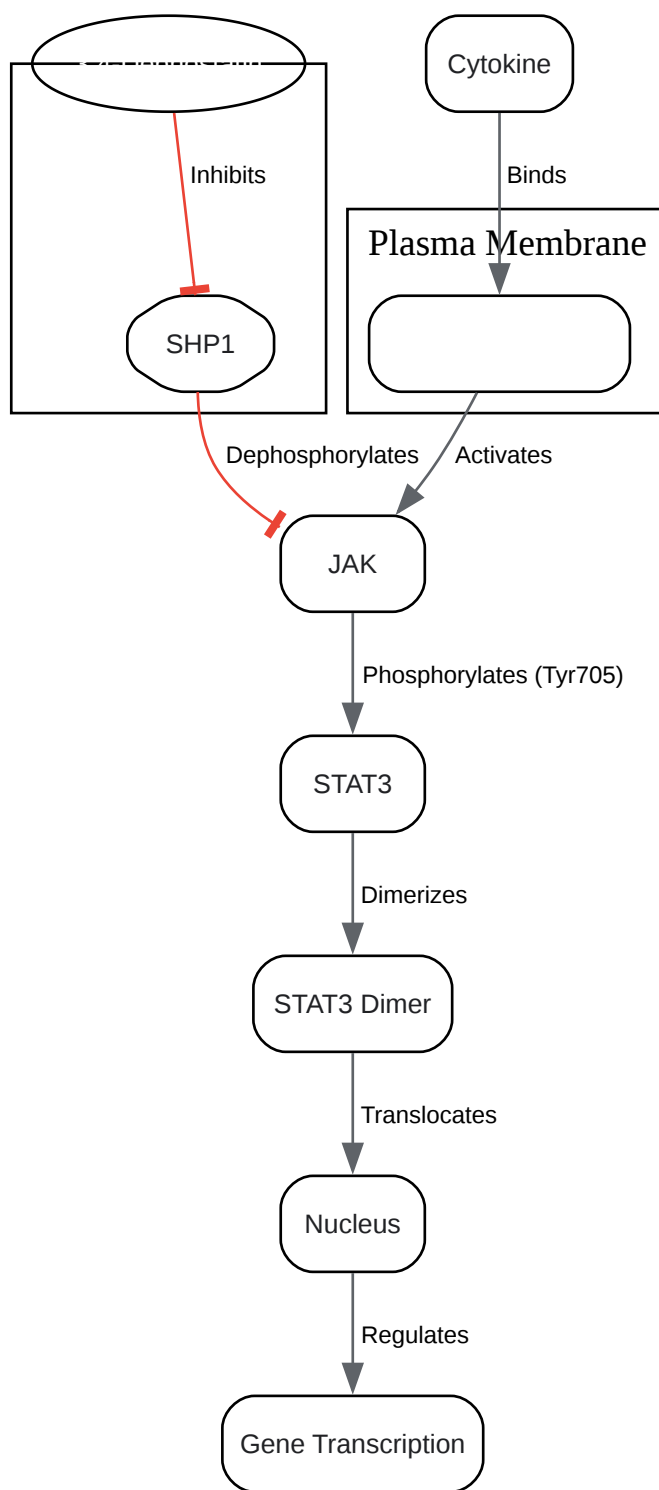 Cytokine
Inhibits
Binds
Plasma Membrane
SHP1
Dephosphorylates
Activates
JAK
Phosphorylates (Tyr705)
STAT3
Dimerizes
STAT3 Dimer
Translocates
Nucleus
Regulates
Gene Transcription